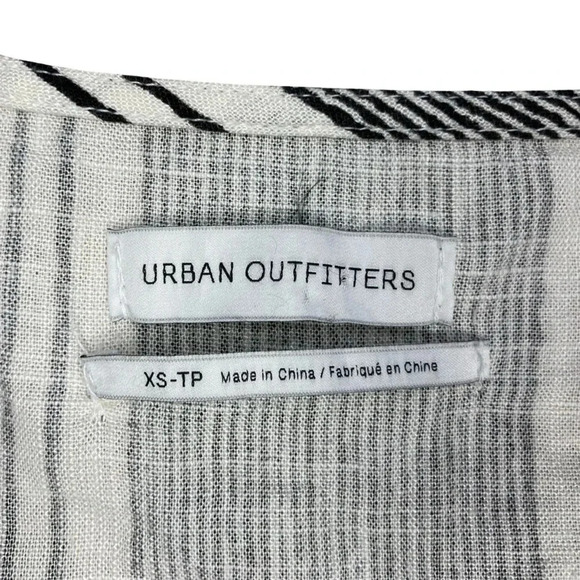 URBAN OUTFITTERS
XS-TP Made in China / Fabriqué en Chine